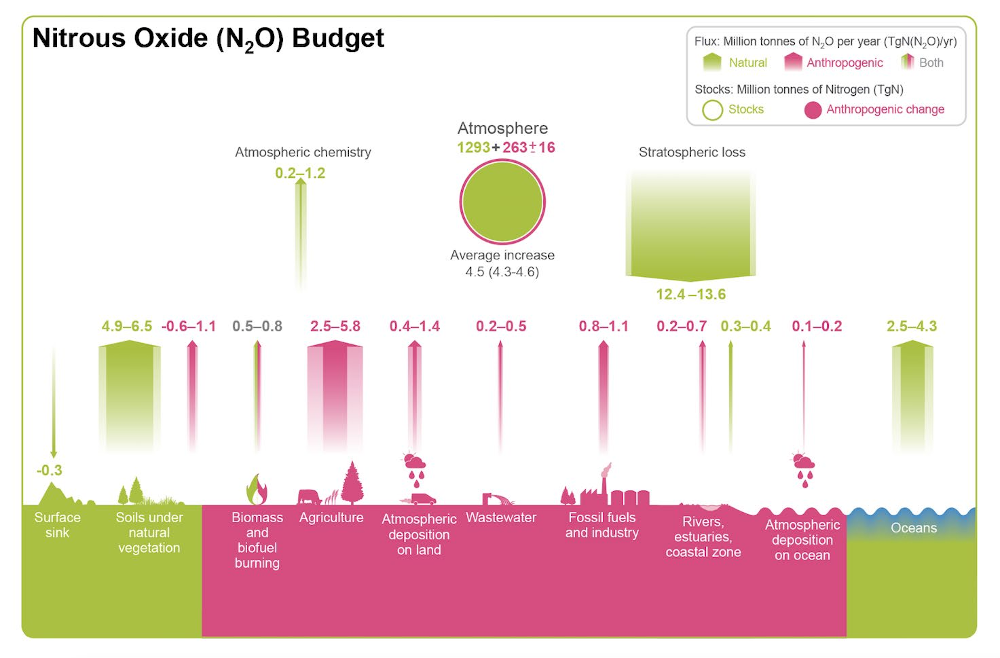 Nitrous Oxide (N₂O) Budget
Flux: Million tonnes of N₂O per year (TgN(N₂O)/yr)
Natural Anthropogenic Both
Stocks: Million tonnes of Nitrogen (TgN)
Stocks Anthropogenic change
Atmosphere
1293+263±16
Atmospheric chemistry
0.2–1.2
Stratospheric loss
Average increase
4.5 (4.3-4.6)
12.4–13.6
4.9–6.5 -0.6–1.1 0.5–0.8 2.5–5.8 0.4–1.4 0.2–0.5 0.8–1.1 0.2–0.7 0.3–0.4 0.1–0.2 2.5–4.3
-0.3
Surface
sink
Soils under
natural
vegetation
Biomass
and
biofuel
burning
Agriculture
Atmospheric
deposition
on land
Wastewater
Fossil fuels
and industry
Rivers,
estuaries,
coastal zone
Atmospheric
deposition
on ocean
Oceans